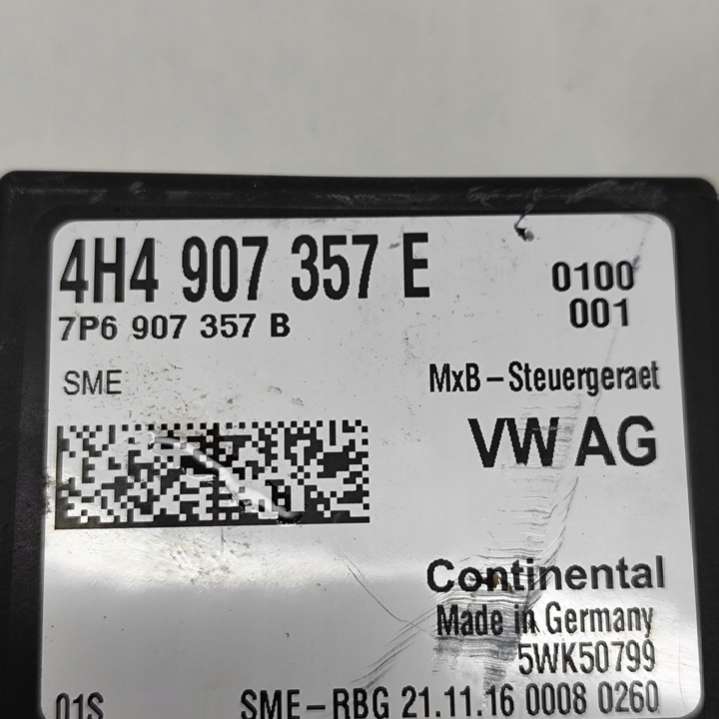 4H4 907 357 E
0100
7P6 907 357 B
001
SME
MxB-Steuergeraet
VW AG
Continental
Made in Germany
5WK50799
01S
SME-RBG 21.11.16 0008 0260